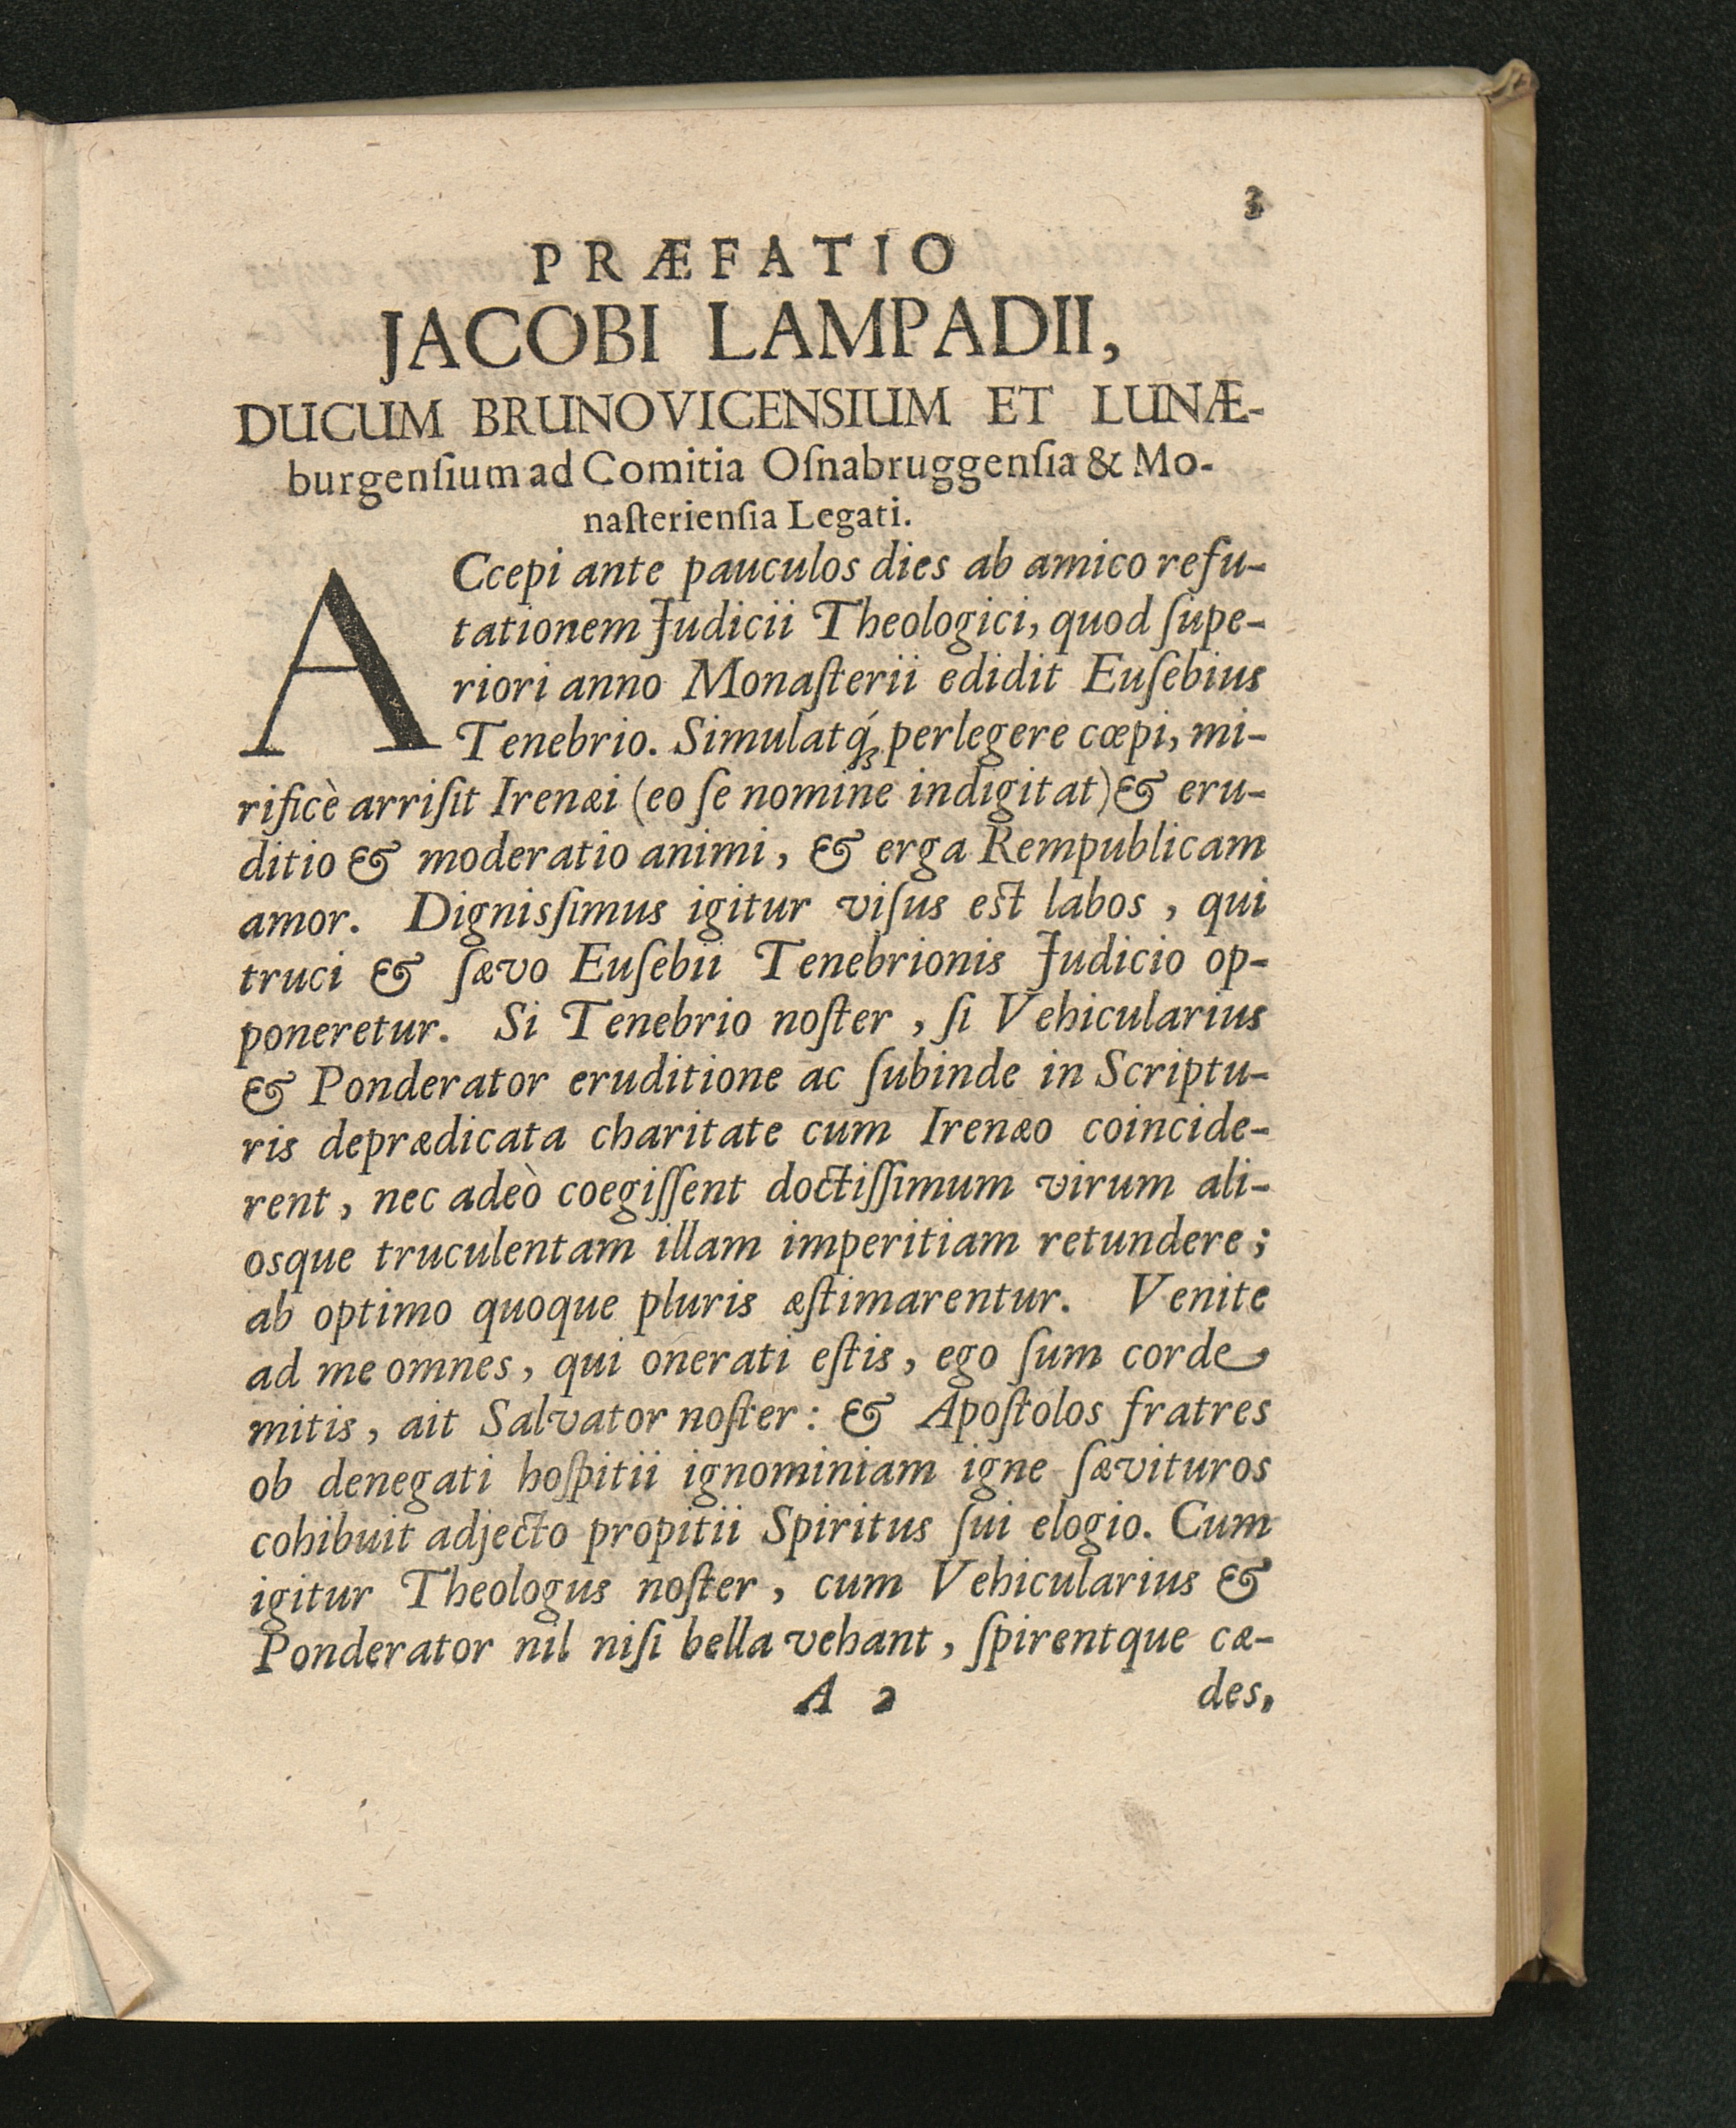 3
PRÆFATIO
JACOBI LAMPADII,
DUCUM BRUNOVICENSIUM ET LUNÆ-
burgenſium ad Comitia Oſnabruggenſia & Mo-
naſterienſia Legati.
ACcepi ante pauculos dies ab amico refu-
tationem Judicii Theologici, quod ſupe-
riori anno Monaſterii edidit Euſebius
Tenebrio. Simulatq́ꝫ perlegere cœpi, mi-
rificè arriſit Irenæi (eo ſe nomine indigitat) & eru-
ditio & moderatio animi, & erga Rempublicam
amor. Dignisſimus igitur viſus eſt labos, qui
truci & ſævo Euſebii Tenebrionis Judicio op-
poneretur. Si Tenebrio noſter, ſi Vehicularius
& Ponderator eruditione ac ſubinde in Scriptu-
ris deprædicata charitate cum Irenæo coincide-
rent, nec adeò coegiſſent doctiſſimum virum ali-
osque truculentam illam imperitiam retundere;
ab optimo quoque pluris æſtimarentur. Venite
ad me omnes, qui onerati eſtis, ego ſum corde
mitis, ait Salvator noſter: & Apoſtolos fratres
ob denegati hoſpitii ignominiam igne ſævituros
cohibuit adjecto propitii Spiritus ſui elogio. Cum
igitur Theologus noſter, cum Vehicularius &
Ponderator nil niſi bella vehant, ſpirentque cæ-
A 2 des,